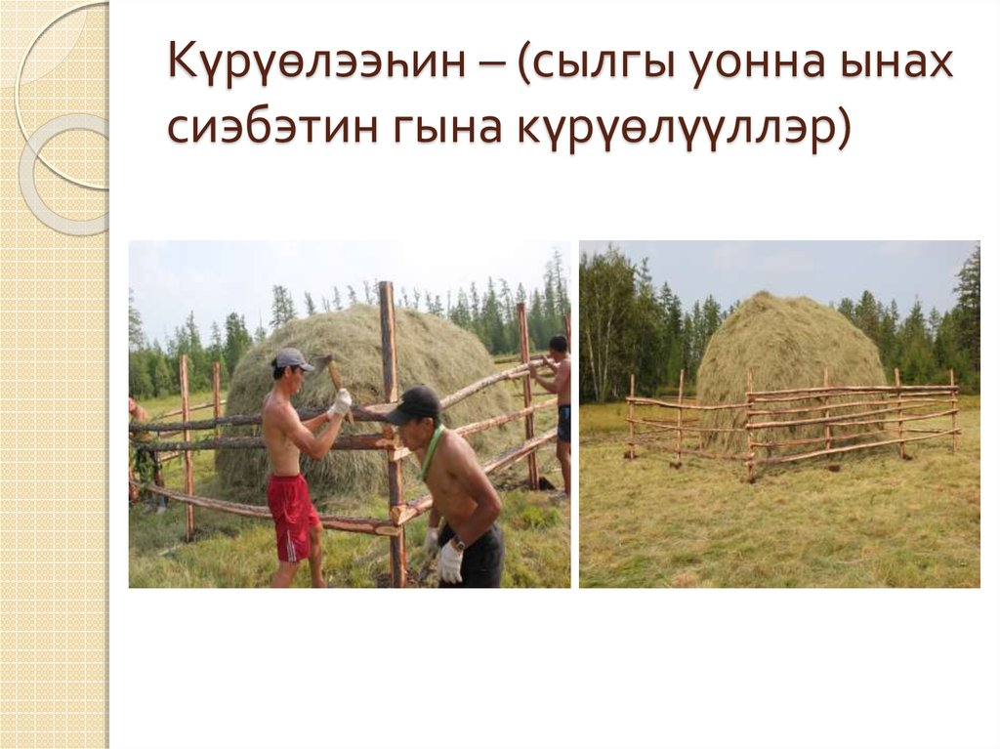 Күрүөлээһин – (сылгы уонна ынах
сиэбэтин гына күрүөлүүллэр)